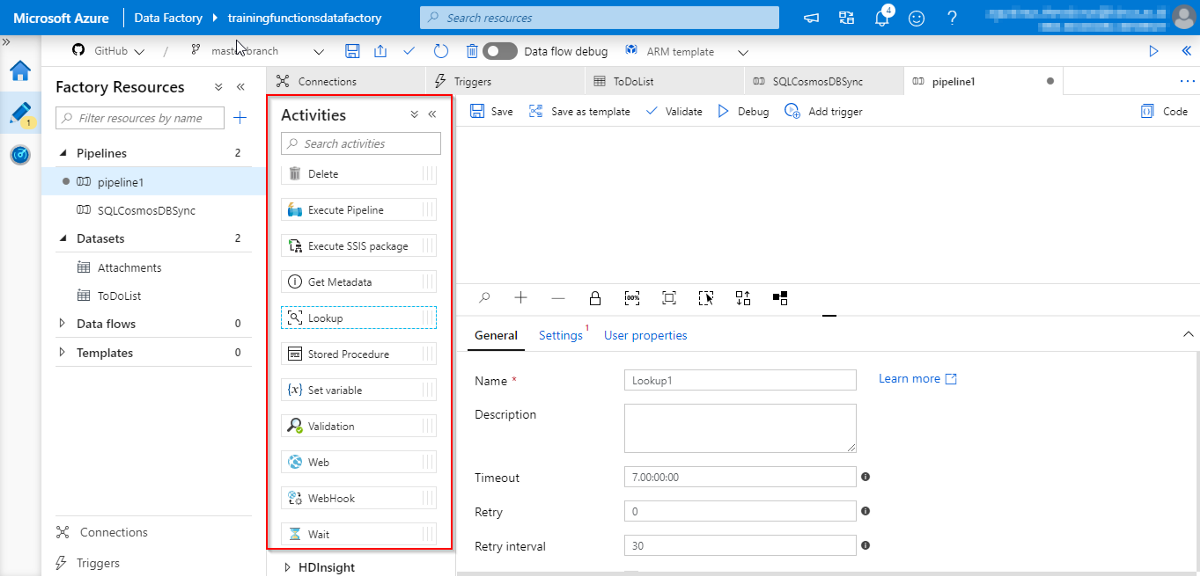 Microsoft Azure
Data Factory
trainingfunctionsdatafactory
Search resources
4
GitHub
/
branch
Data flow debug
ARM template
1
Factory Resources
Filter resources by name
Pipelines 2
pipeline1
SQLCosmosDBSync
Datasets 2
Attachments
ToDoList
Data flows 0
Templates 0
Connections
Triggers
Connections
Triggers
ToDoList
SQLCosmosDBSync
pipeline1
Activities
Search activities
Delete
Execute Pipeline
Execute SSIS package
Get Metadata
Lookup
Stored Procedure
Set variable
Validation
Web
WebHook
Wait
HDInsight
Save
Save as template
Validate
Debug
Add trigger
Code
100%
General
Settings 1
User properties
Name *
Lookup1
Learn more
Description
Timeout
7.00:00:00
Retry
0
Retry interval
30